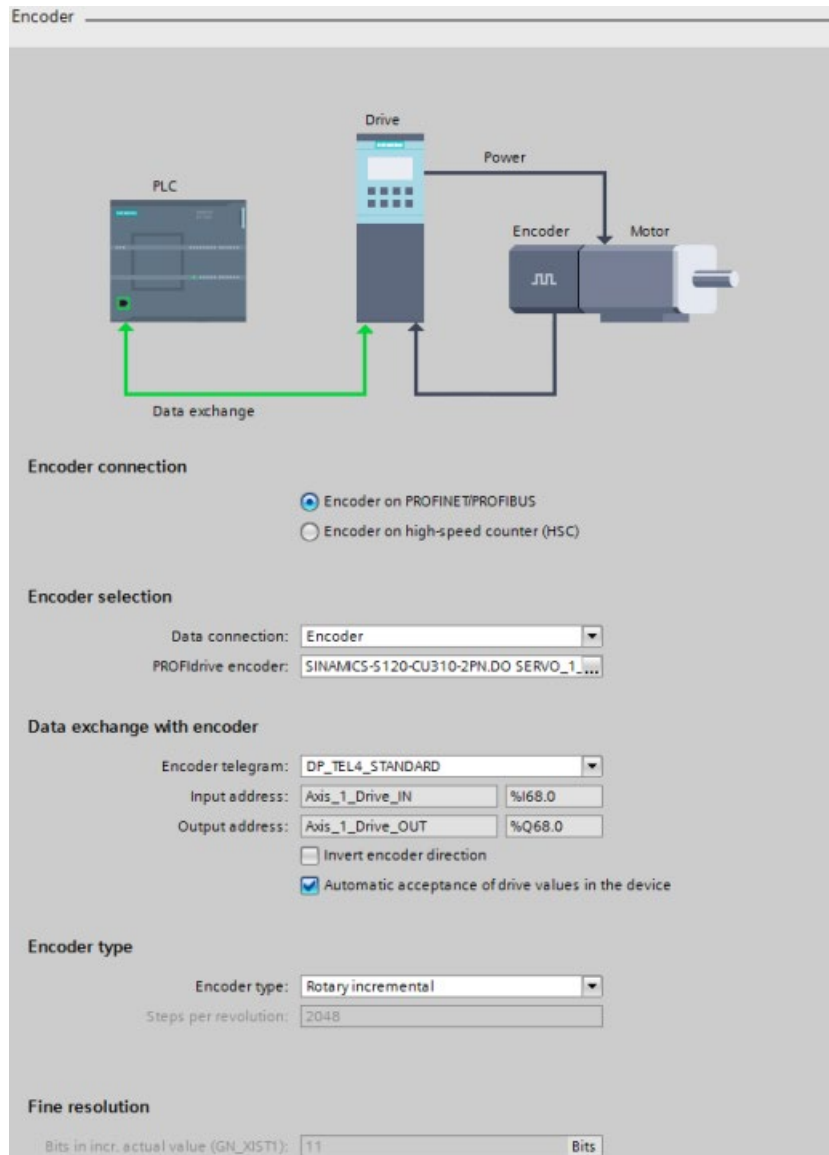 Encoder
Drive
Power
PLC
Encoder Motor
Data exchange
Encoder connection
Encoder on PROFINET/PROFIBUS
Encoder on high-speed counter (HSC)
Encoder selection
Data connection: Encoder
PROFIdrive encoder: SINAMICS-S120-CU310-2PN.DO SERVO_1_ ...
Data exchange with encoder
Encoder telegram: DP_TEL4_STANDARD
Input address: Axis_1_Drive_IN %I68.0
Output address: Axis_1_Drive_OUT %Q68.0
Invert encoder direction
Automatic acceptance of drive values in the device
Encoder type
Encoder type: Rotary incremental
Steps per revolution: 2048
Fine resolution
Bits in incr. actual value (GN_XIST1): 11 Bits